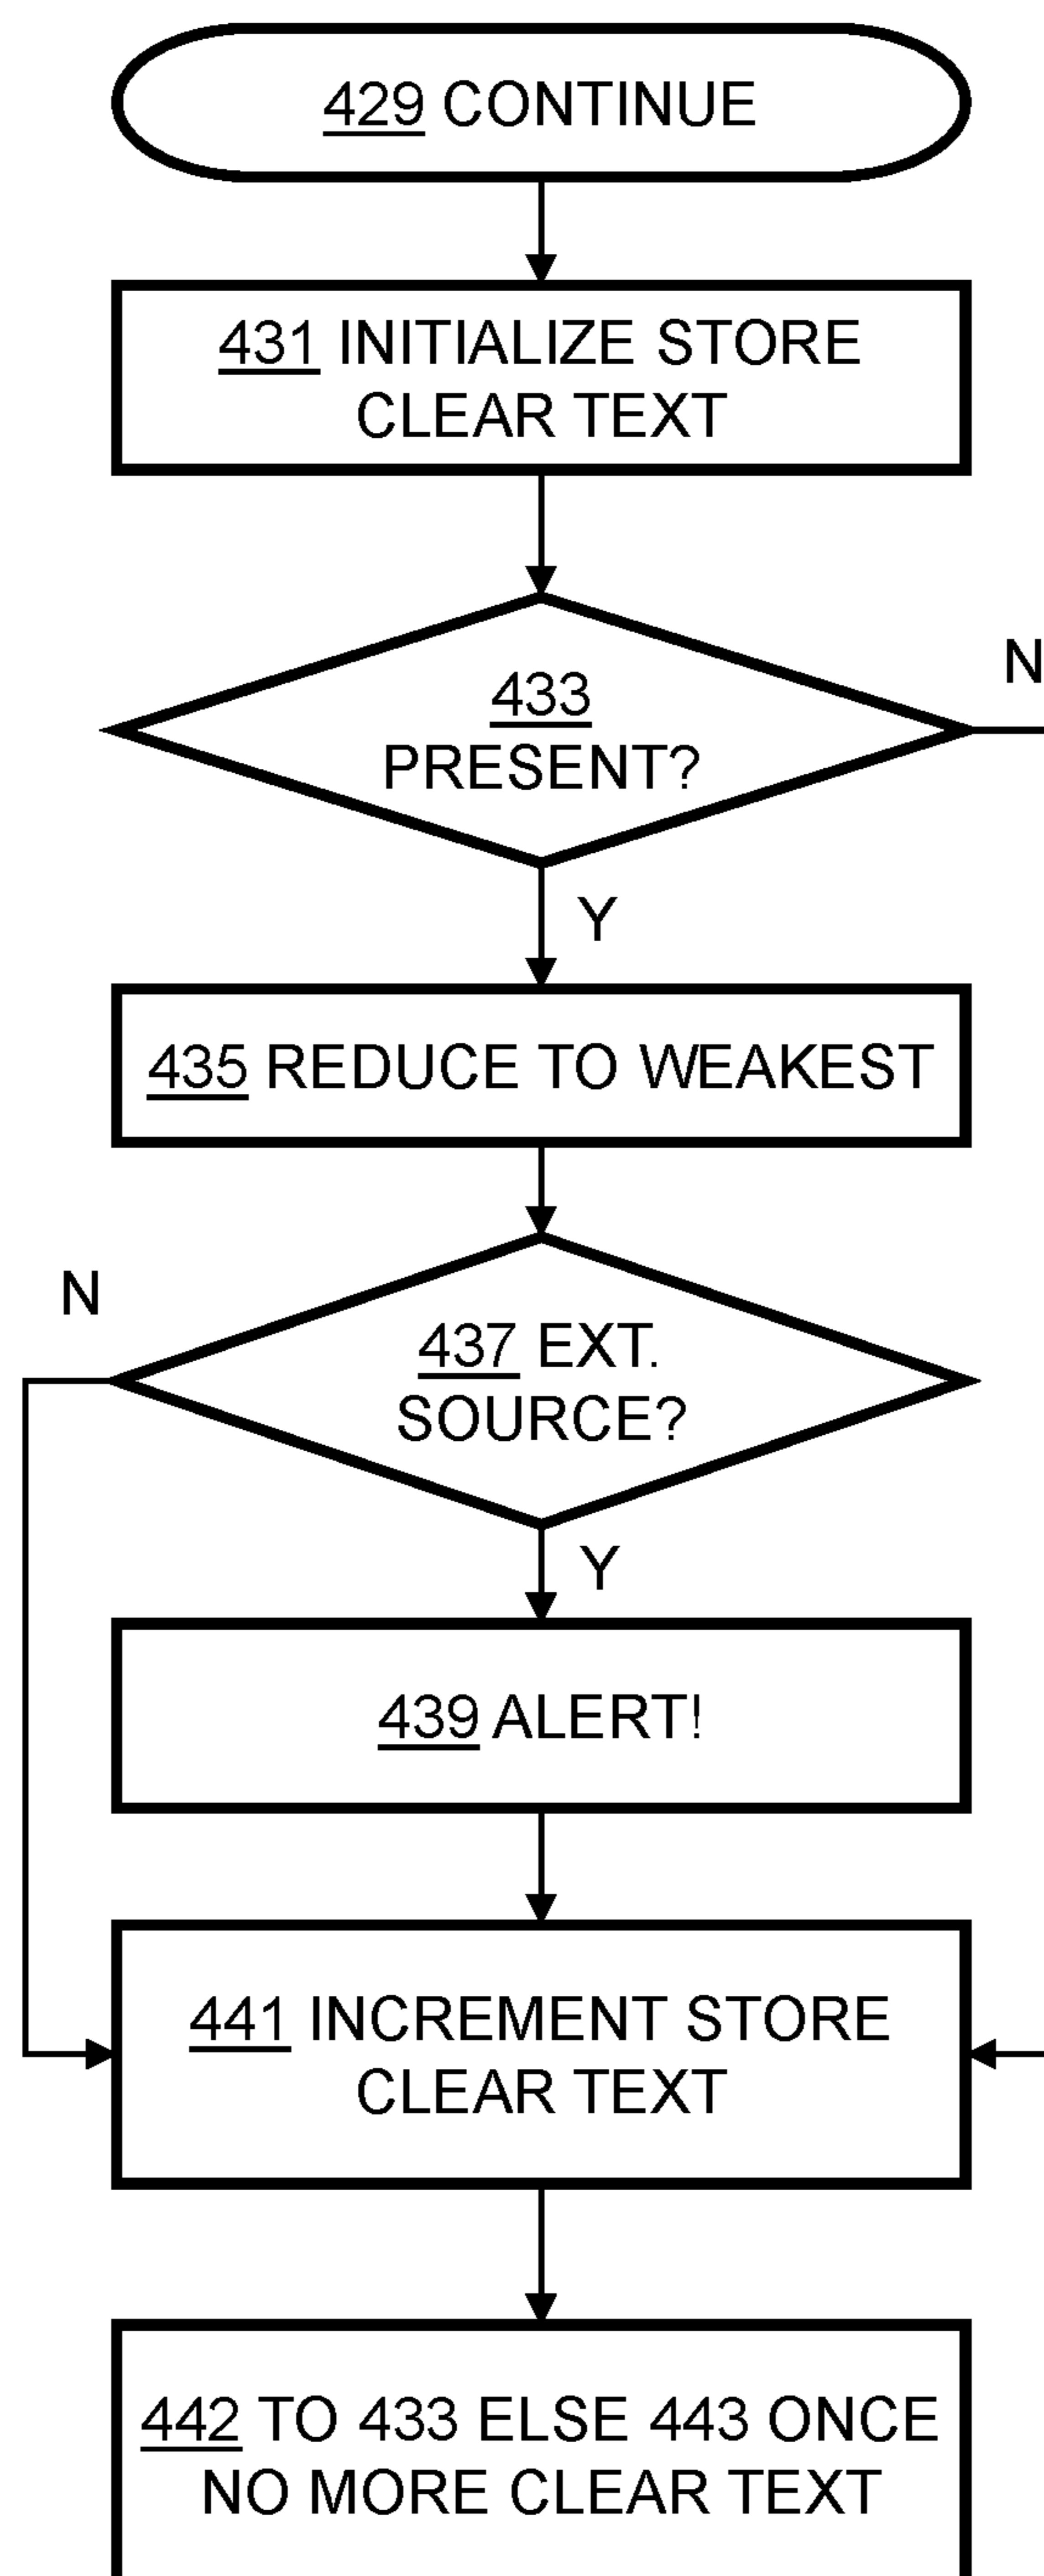 429 CONTINUE
431 INITIALIZE STORE
CLEAR TEXT
N
433
PRESENT?
Y
435 REDUCE TO WEAKEST
N
437 EXT.
SOURCE?
Y
439 ALERT!
441 INCREMENT STORE
CLEAR TEXT
442 TO 433 ELSE 443 ONCE
NO MORE CLEAR TEXT